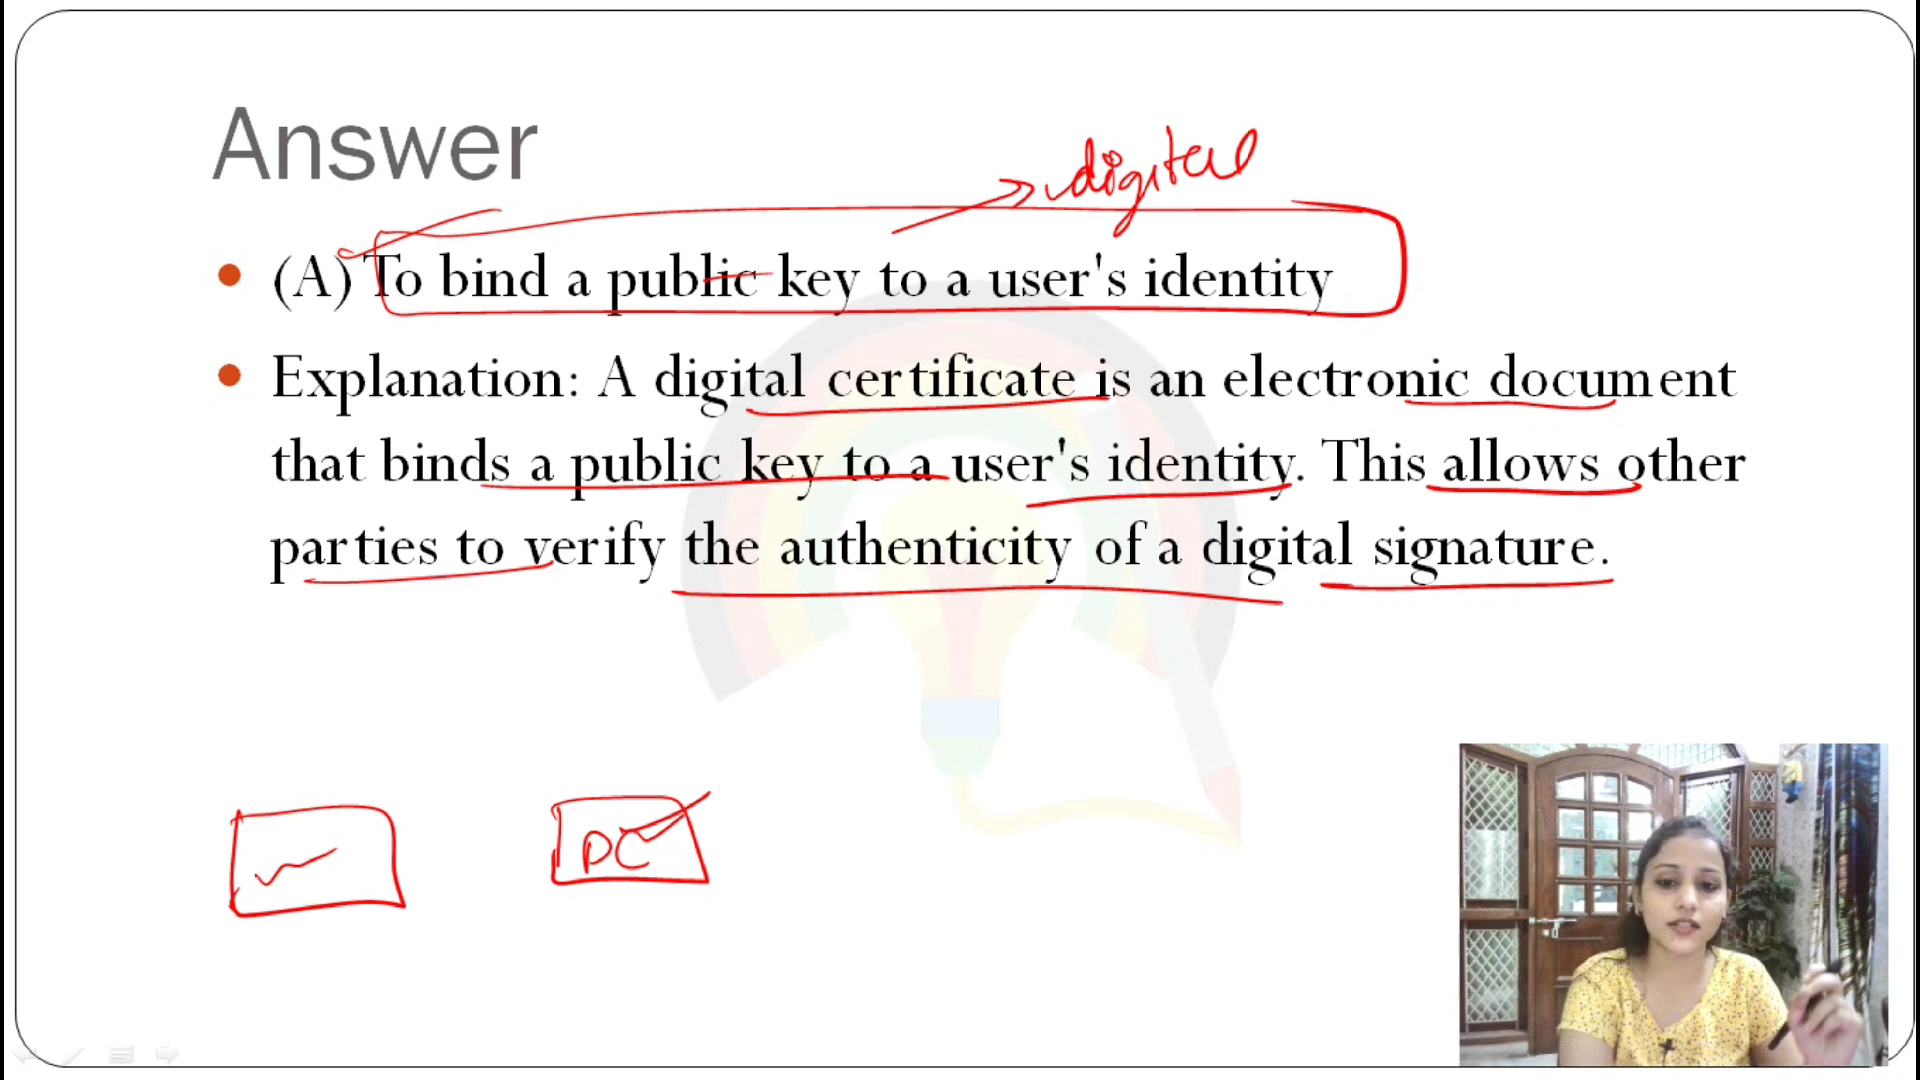 Answer
digital
(A) To bind a public key to a user's identity
Explanation: A digital certificate is an electronic document
that binds a public key to a user's identity. This allows other
parties to verify the authenticity of a digital signature.
DC